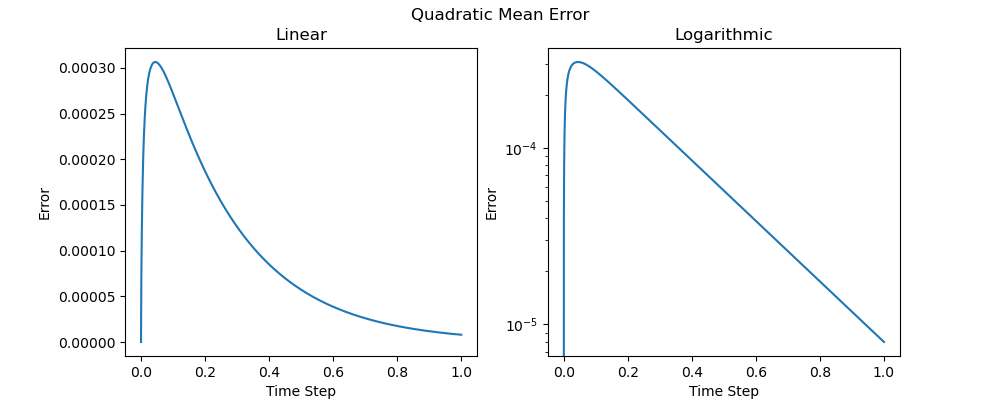 Quadratic Mean Error
Linear
0.00030
0.00025
0.00020
0.00015
0.00010
0.00005
0.00000
Error
0.0 0.2 0.4 0.6 0.8 1.0
Time Step
Logarithmic
10⁻⁴
10⁻⁵
Error
0.0 0.2 0.4 0.6 0.8 1.0
Time Step